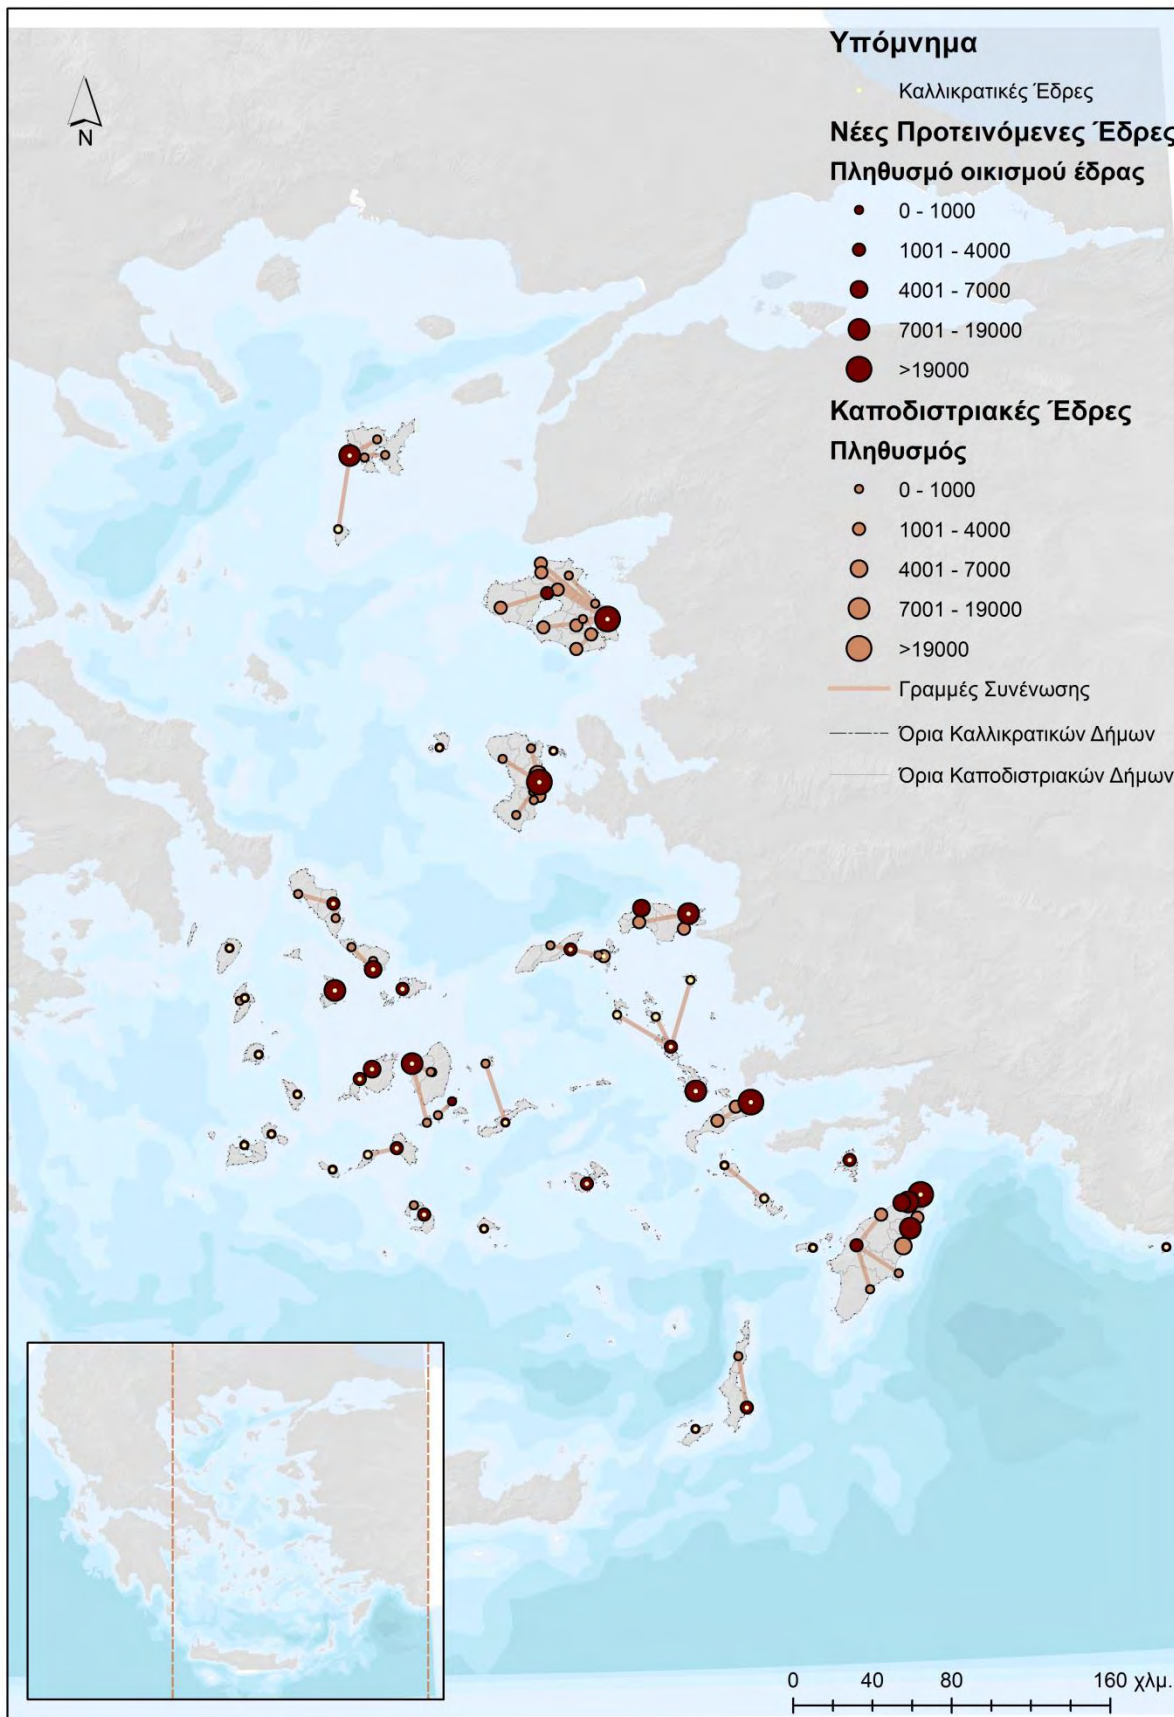 N
Υπόμνημα
Καλλικρατικές Έδρες
Νέες Προτεινόμενες Έδρες
Πληθυσμό οικισμού έδρας
0 - 1000
1001 - 4000
4001 - 7000
7001 - 19000
>19000
Καποδιστριακές Έδρες
Πληθυσμός
0 - 1000
1001 - 4000
4001 - 7000
7001 - 19000
>19000
Γραμμές Συνένωσης
Όρια Καλλικρατικών Δήμων
Όρια Καποδιστριακών Δήμων
0 40 80 160 χλμ.